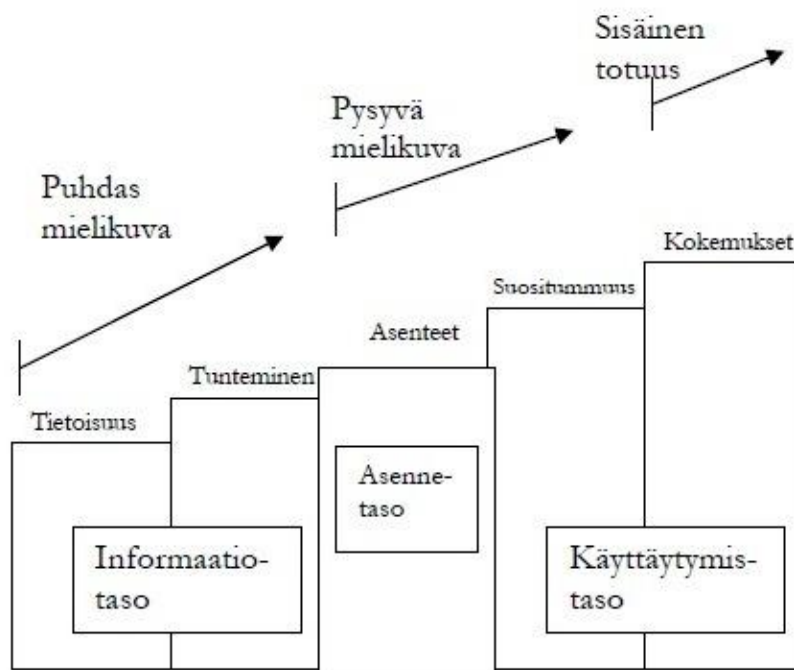 Sisäinen
totuus
Pysyvä
mielikuva
Puhdas
mielikuva
Kokemukset
Suositummuus
Asenteet
Tunteminen
Tietoisuus
Asenne-
taso
Informaatio-
taso
Käyttäytymis-
taso